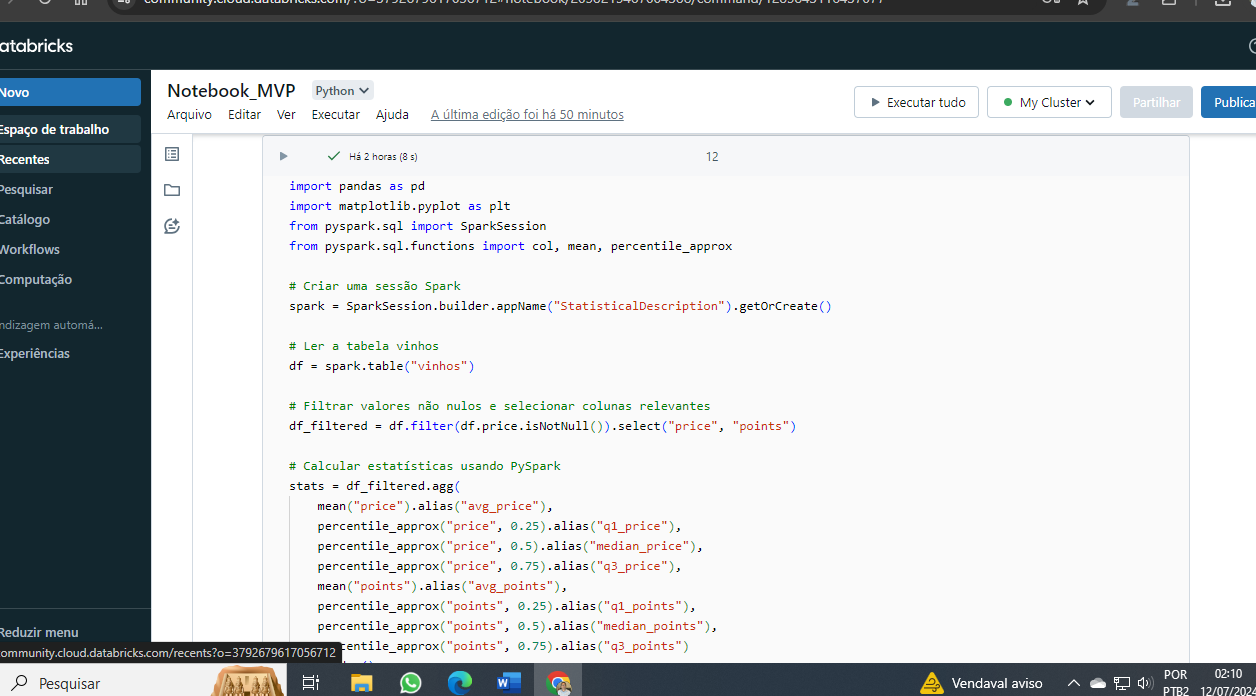 databricks
Novo
Espaço de trabalho
Recentes
Pesquisar
Catálogo
Workflows
Computação
ndizagem automá...
Experiências
Reduzir menu
ommunity.cloud.databricks.com/recents?o=3792679617056712
Notebook_MVP
Python
Arquivo Editar Ver Executar Ajuda A última edição foi há 50 minutos
Executar tudo
My Cluster
Partilhar
Publica
Há 2 horas (8 s)
12
import pandas as pd
import matplotlib.pyplot as plt
from pyspark.sql import SparkSession
from pyspark.sql.functions import col, mean, percentile_approx
# Criar uma sessão Spark
spark = SparkSession.builder.appName("StatisticalDescription").getOrCreate()
# Ler a tabela vinhos
df = spark.table("vinhos")
# Filtrar valores não nulos e selecionar colunas relevantes
df_filtered = df.filter(df.price.isNotNull()).select("price", "points")
# Calcular estatísticas usando PySpark
stats = df_filtered.agg(
mean("price").alias("avg_price"),
percentile_approx("price", 0.25).alias("q1_price"),
percentile_approx("price", 0.5).alias("median_price"),
percentile_approx("price", 0.75).alias("q3_price"),
mean("points").alias("avg_points"),
percentile_approx("points", 0.25).alias("q1_points"),
percentile_approx("points", 0.5).alias("median_points"),
centile_approx("points", 0.75).alias("q3_points")
Pesquisar
Vendaval aviso
POR
PTB2
02:10
12/07/2024